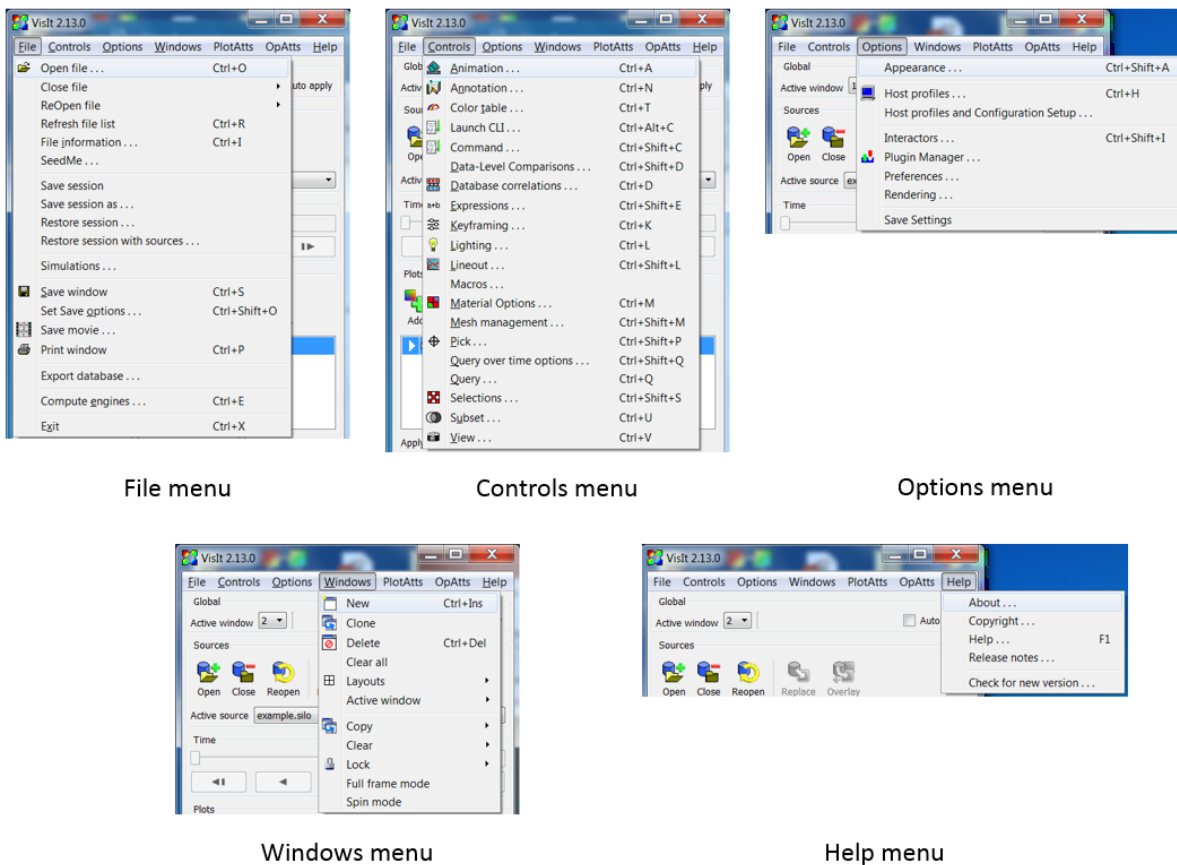 VisIt 2.13.0
File Controls Options Windows PlotAtts OpAtts Help
Open file ... Ctrl+O
Close file
ReOpen file
Refresh file list Ctrl+R
File information ... Ctrl+I
SeedMe ...
Save session
Save session as ...
Restore session ...
Restore session with sources ...
Simulations ...
Save window Ctrl+S
Set Save options ... Ctrl+Shift+O
Save movie ...
Print window Ctrl+P
Export database ...
Compute engines ... Ctrl+E
Exit Ctrl+X
uto apply
File menu
VisIt 2.13.0
File Controls Options Windows PlotAtts OpAtts Help
Animation ... Ctrl+A
Annotation ... Ctrl+N
Color table ... Ctrl+T
Launch CLI ... Ctrl+Alt+C
Command ... Ctrl+Shift+C
Data-Level Comparisons ... Ctrl+Shift+D
Database correlations ... Ctrl+D
Expressions ... Ctrl+Shift+E
Keyframing ... Ctrl+K
Lighting ... Ctrl+L
Lineout ... Ctrl+Shift+L
Macros ...
Material Options ... Ctrl+M
Mesh management ... Ctrl+Shift+M
Pick ... Ctrl+Shift+P
Query over time options ... Ctrl+Shift+Q
Query ... Ctrl+Q
Selections ... Ctrl+Shift+S
Subset ... Ctrl+U
View ... Ctrl+V
Controls menu
VisIt 2.13.0
File Controls Options Windows PlotAtts OpAtts Help
Global
Active window 1
Sources
Open Close
Active source ex
Time
Appearance ... Ctrl+Shift+A
Host profiles ... Ctrl+H
Host profiles and Configuration Setup ...
Interactors ... Ctrl+Shift+I
Plugin Manager ...
Preferences ...
Rendering ...
Save Settings
Options menu
VisIt 2.13.0
File Controls Options Windows PlotAtts OpAtts Help
Global
Active window 2
Sources
Open Close Reopen
Active source example.silo
Time
Plots
New Ctrl+Ins
Clone
Delete Ctrl+Del
Clear all
Layouts
Active window
Copy
Clear
Lock
Full frame mode
Spin mode
Windows menu
VisIt 2.13.0
File Controls Options Windows PlotAtts OpAtts Help
Global
Active window 2 Auto
Sources
Open Close Reopen Replace Overlay
About ...
Copyright ...
Help ... F1
Release notes ...
Check for new version ...
Help menu